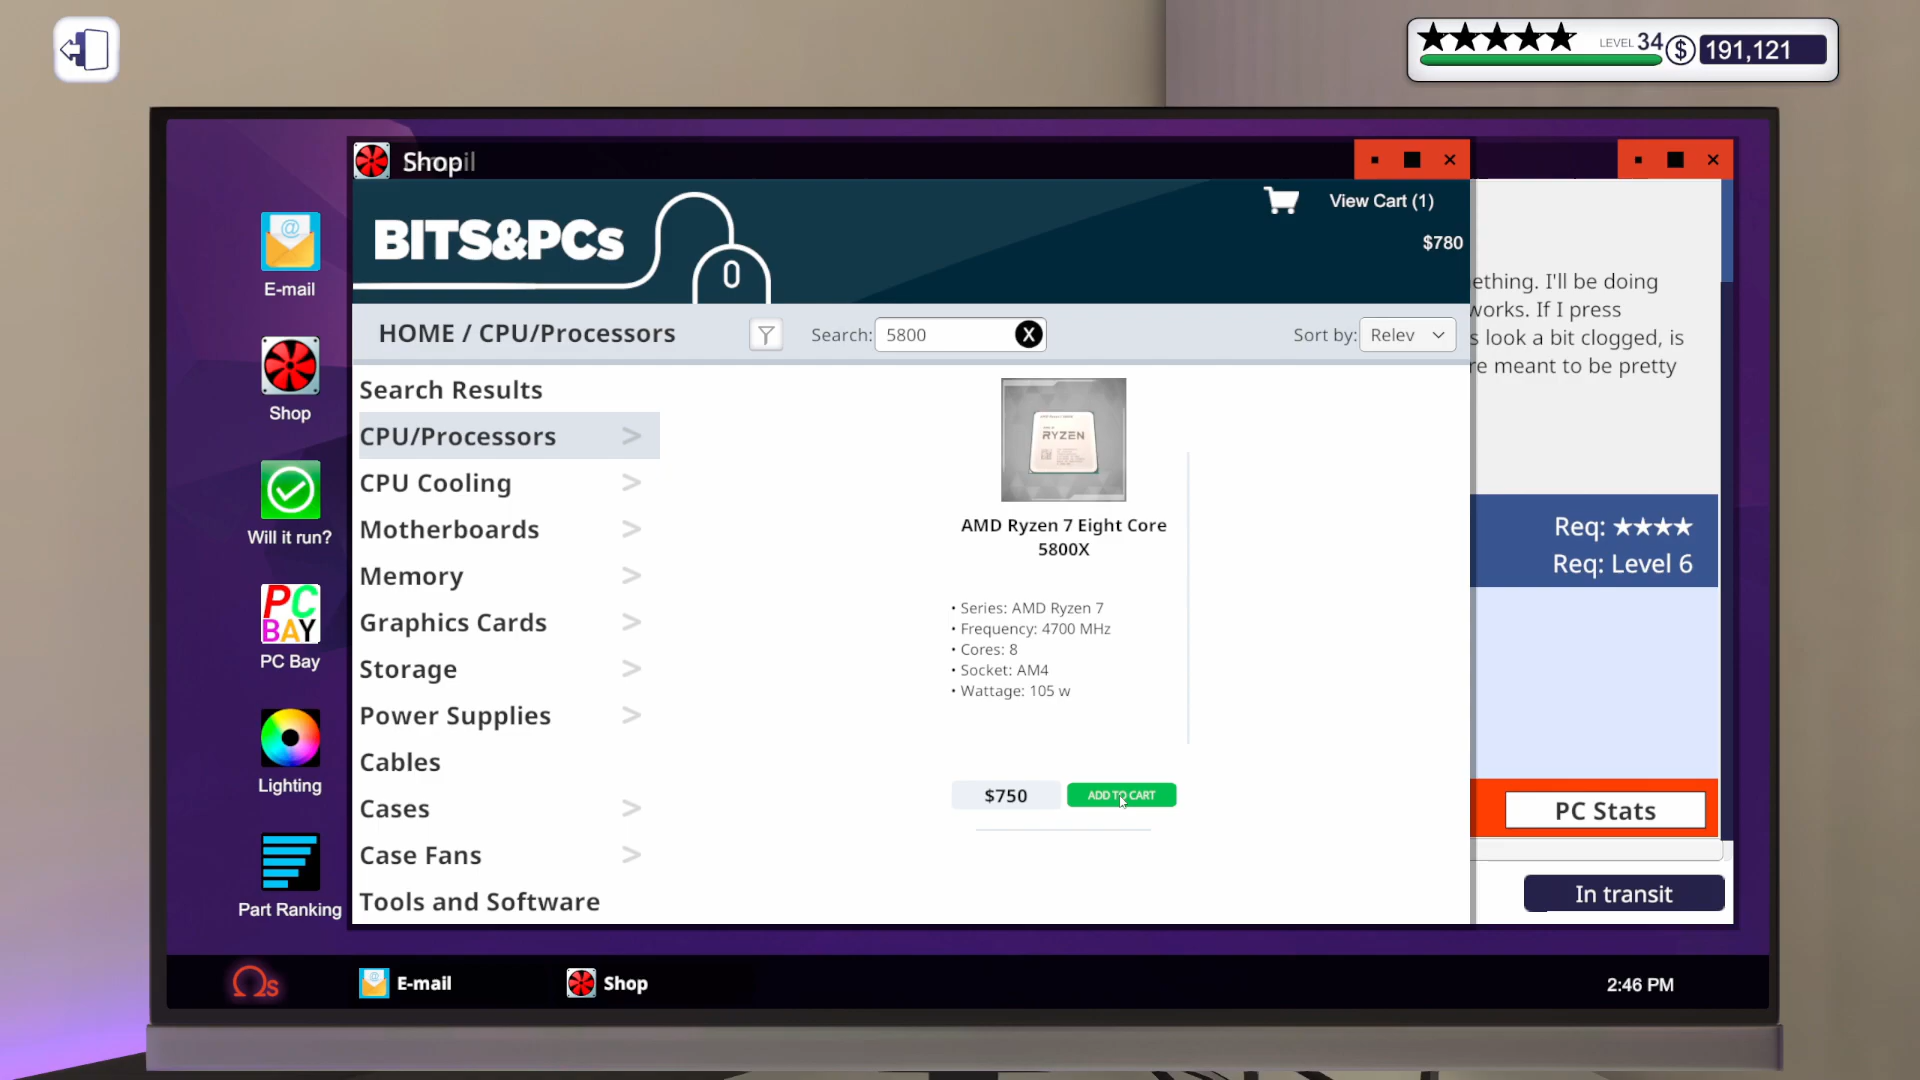 LEVEL 34 $ 191,121
Shop
View Cart (1)
$780
BITS&PCs
HOME / CPU/Processors
Search: 5800 X
Sort by: Relev
Search Results
CPU/Processors >
CPU Cooling >
Motherboards >
Memory >
Graphics Cards >
Storage >
Power Supplies >
Cables
Cases >
Case Fans >
Tools and Software
RYZEN
AMD Ryzen 7 Eight Core
5800X
• Series: AMD Ryzen 7
• Frequency: 4700 MHz
• Cores: 8
• Socket: AM4
• Wattage: 105 w
$750 ADD TO CART
ething. I'll be doing
works. If I press
s look a bit clogged, is
re meant to be pretty
Req: ★★★★
Req: Level 6
PC Stats
In transit
E-mail
Shop
Will it run?
PC
BAY
PC Bay
Lighting
Part Ranking
Ωs
E-mail
Shop
2:46 PM